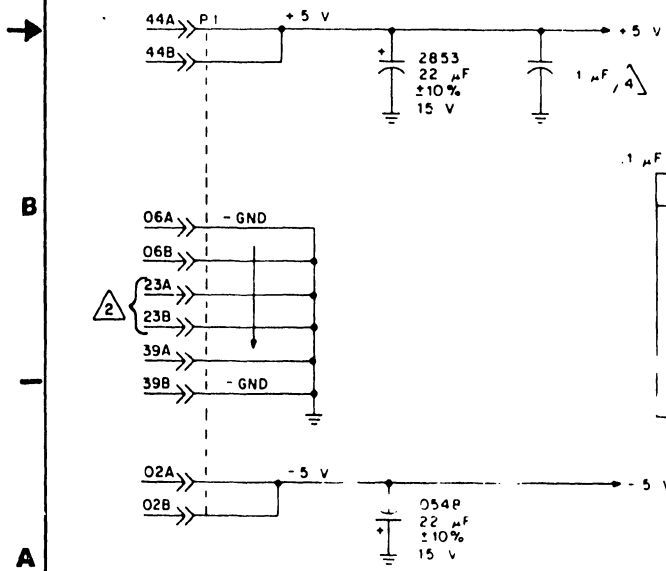 44A P1 +5 V +5 V
44B
+ 2853
22 µF
±10%
15 V
1 µF, 4
.1 µF
B
06A - GND
06B
23A
2
23B
39A
39B - GND
02A - 5 V - 5 V
02B
22 µF
+ ±10%
15 V
A